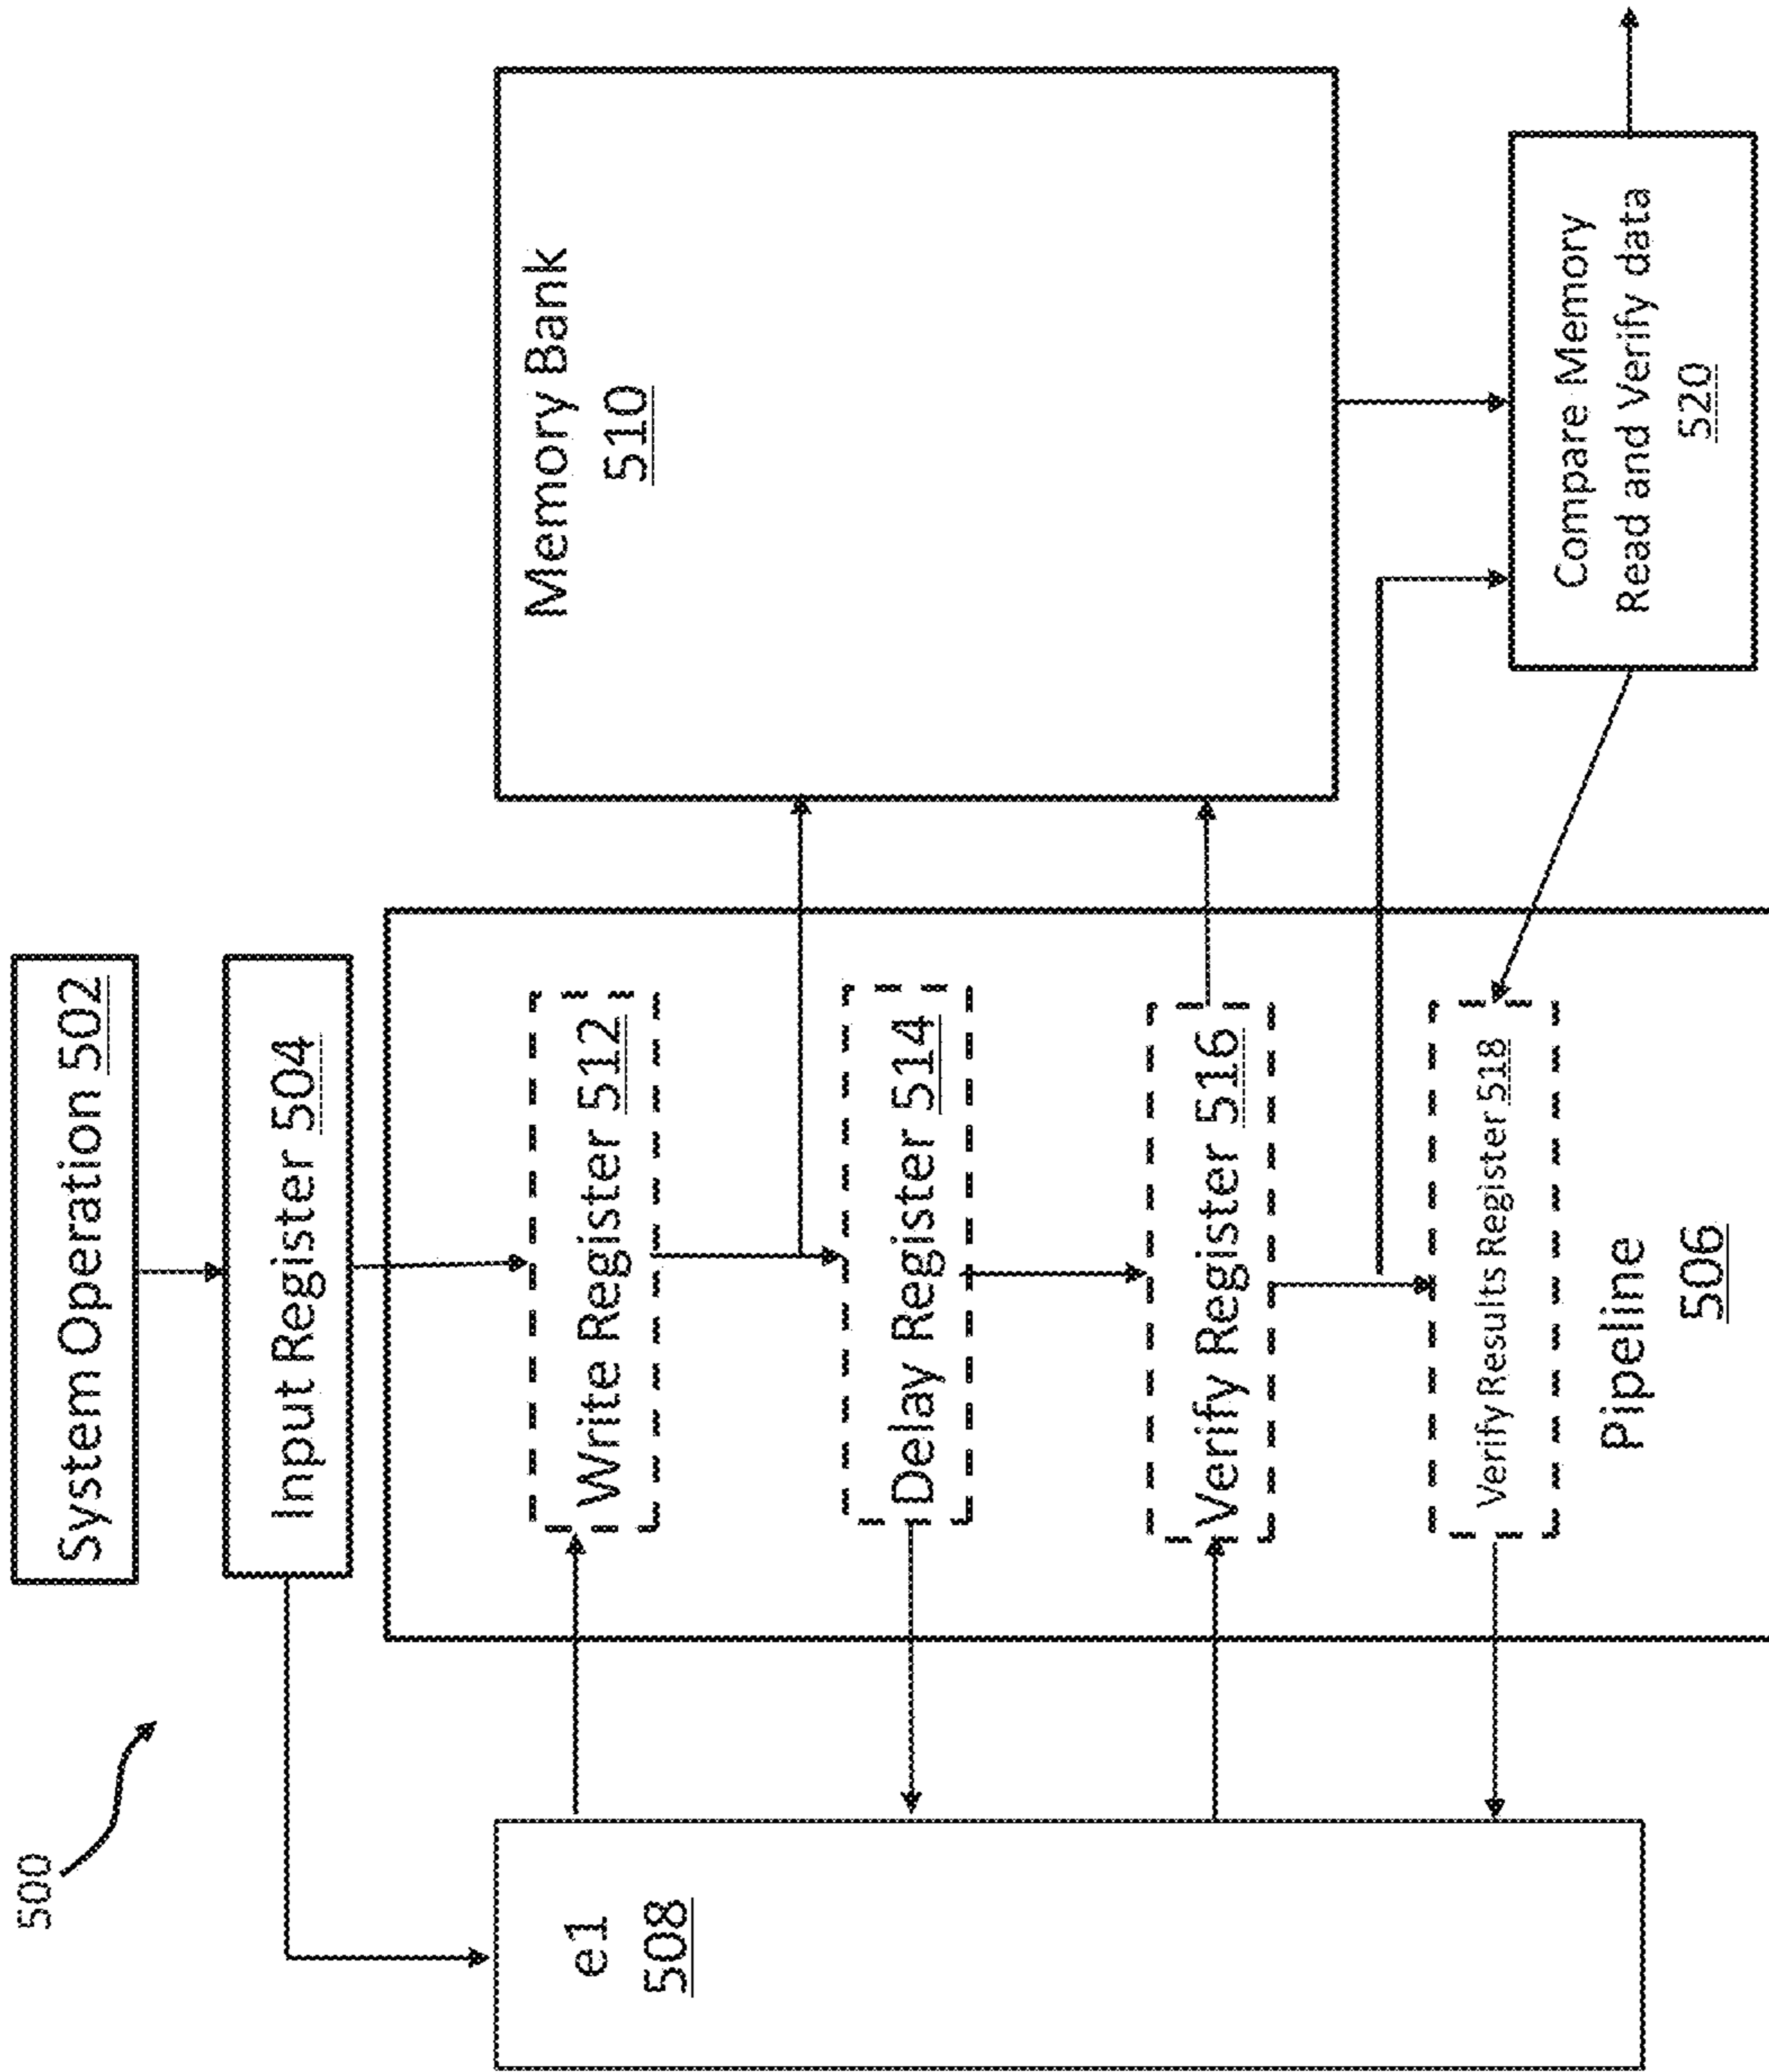 500
System Operation 502
Input Register 504
e1
508
Write Register 512
Delay Register 514
Verify Register 516
Verify Results Register 518
Pipeline
506
Memory Bank
510
Compare Memory
Read and Verify data
520